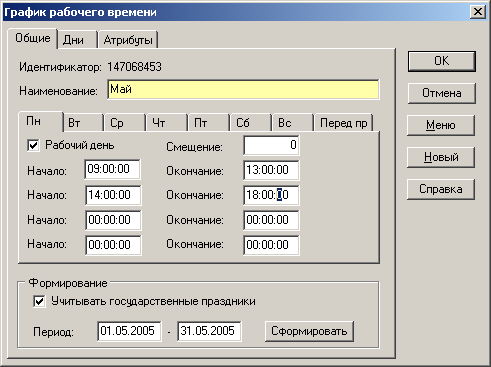 График рабочего времени
Общие Дни Атрибуты
Идентификатор: 147068453
Наименование: Май
Пн Вт Ср Чт Пт Сб Вс Перед пр
Рабочий день Смещение: 0
Начало: 09:00:00 Окончание: 13:00:00
Начало: 14:00:00 Окончание: 18:00:00
Начало: 00:00:00 Окончание: 00:00:00
Начало: 00:00:00 Окончание: 00:00:00
Формирование
Учитывать государственные праздники
Период: 01.05.2005 - 31.05.2005 Сформировать
OK
Отмена
Меню
Новый
Справка